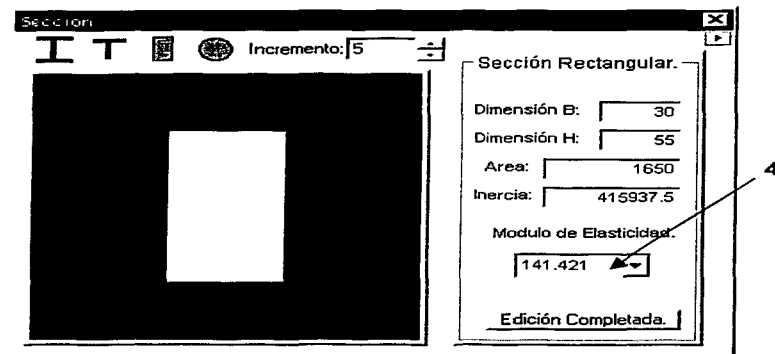 Seccion
Incremento: 5
Sección Rectangular.
Dimensión B: 30
Dimensión H: 55
Area: 1650
Inercia: 415937.5
Modulo de Elasticidad.
141.421
Edición Completada.
4